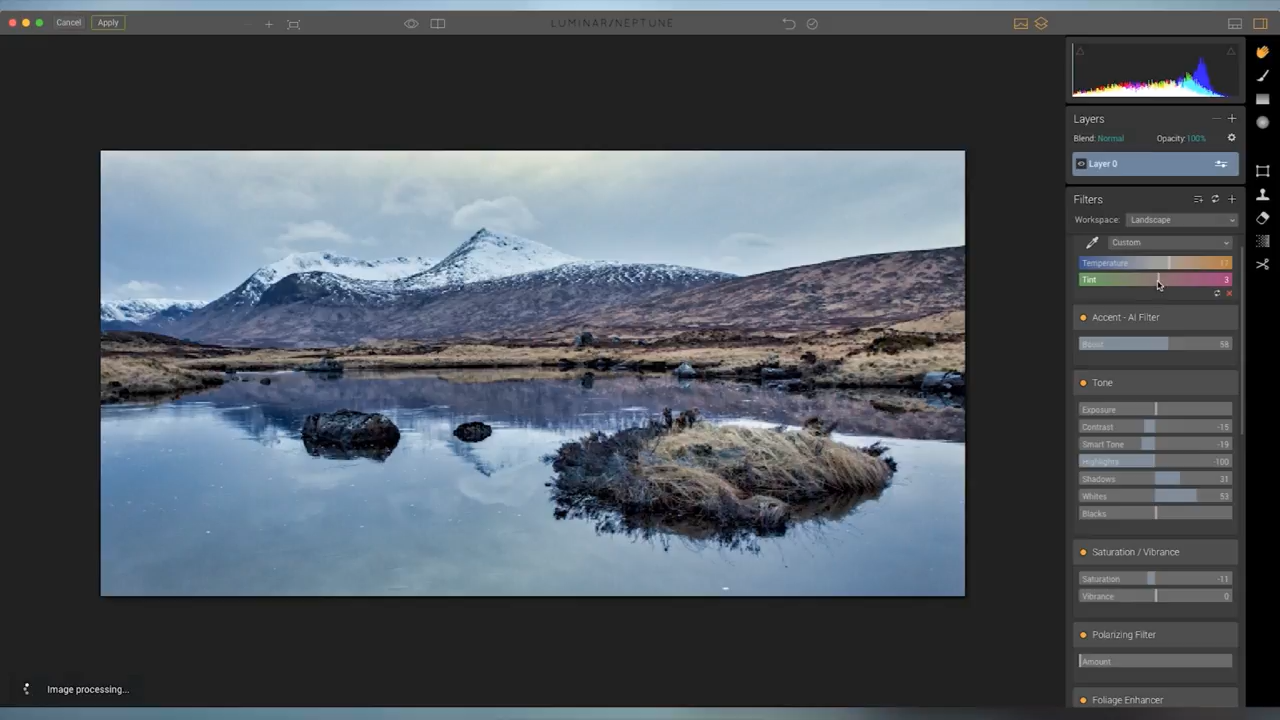 Cancel Apply LUMINAR/NEPTUNE
Layers
Blend: Normal Opacity: 100%
Layer 0
Filters
Workspace: Landscape
Custom
Temperature 17
Tint 3
Accent - AI Filter
Boost 58
Tone
Exposure
Contrast -15
Smart Tone -19
Highlights -100
Shadows 31
Whites 53
Blacks
Saturation / Vibrance
Saturation -11
Vibrance 0
Polarizing Filter
Amount
Foliage Enhancer
Image processing...